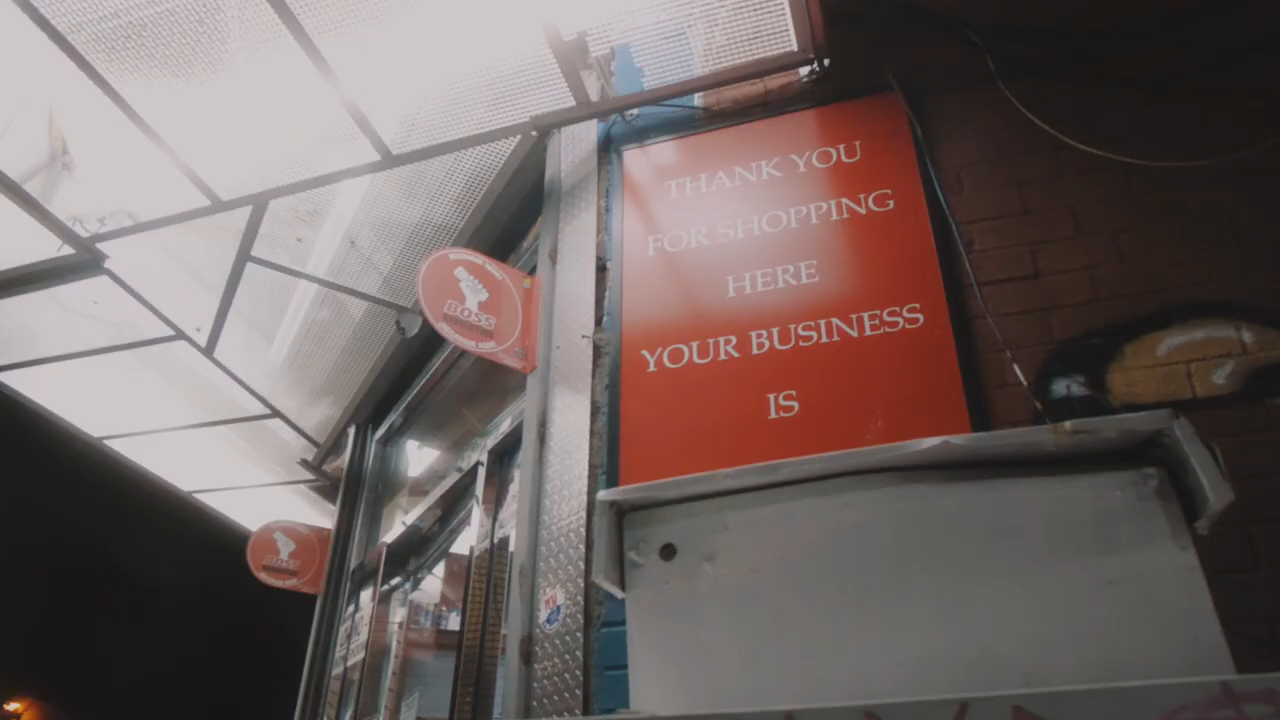 THANK YOU
FOR SHOPPING
HERE
YOUR BUSINESS
IS
BOSS
BOSS